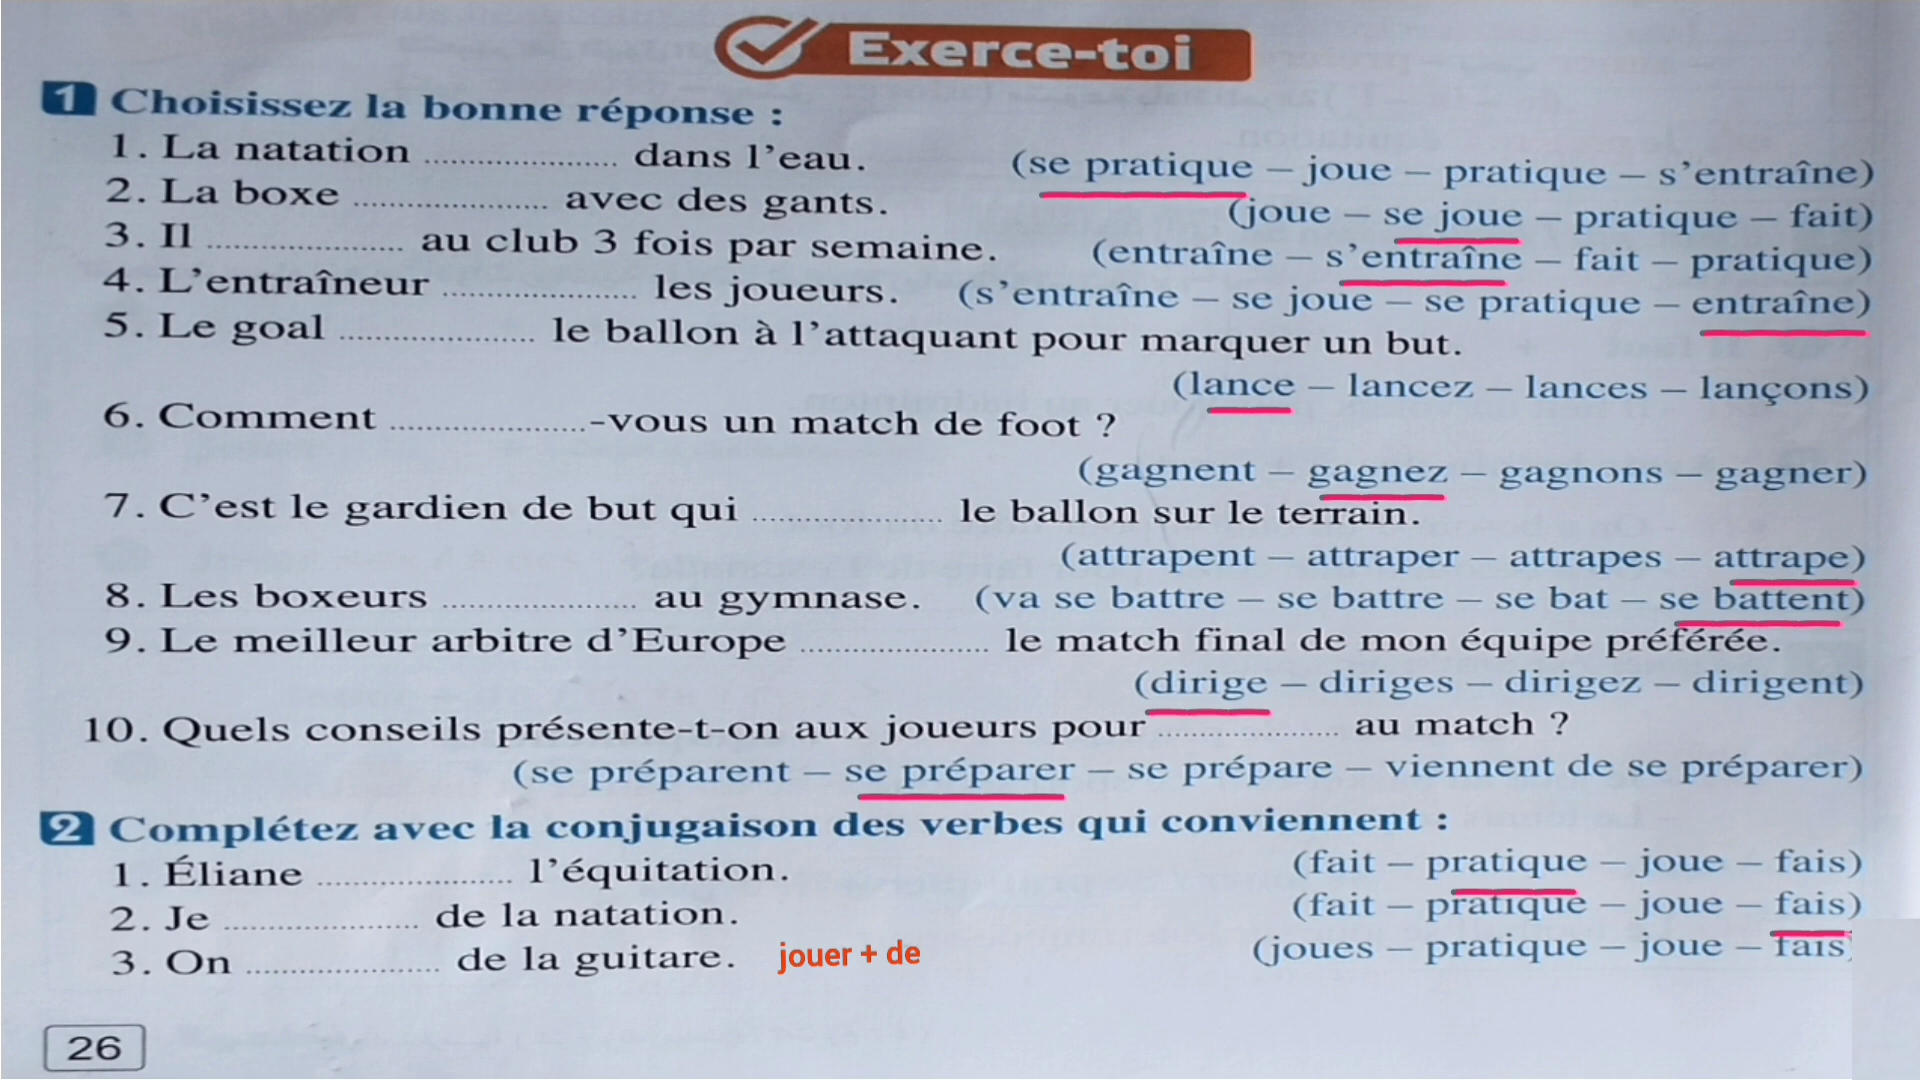 Exerce-toi
1 Choisissez la bonne réponse :
1. La natation .................... dans l'eau. (se pratique – joue – pratique – s'entraîne)
2. La boxe .................... avec des gants. (joue – se joue – pratique – fait)
3. Il .................... au club 3 fois par semaine. (entraîne – s'entraîne – fait – pratique)
4. L'entraîneur .................... les joueurs. (s'entraîne – se joue – se pratique – entraîne)
5. Le goal .................... le ballon à l'attaquant pour marquer un but.
(lance – lancez – lances – lançons)
6. Comment ....................-vous un match de foot ?
(gagnent – gagnez – gagnons – gagner)
7. C'est le gardien de but qui .................... le ballon sur le terrain.
(attrapent – attraper – attrapes – attrape)
8. Les boxeurs .................... au gymnase. (va se battre – se battre – se bat – se battent)
9. Le meilleur arbitre d'Europe .................... le match final de mon équipe préférée.
(dirige – diriges – dirigez – dirigent)
10. Quels conseils présente-t-on aux joueurs pour .................... au match ?
(se préparent – se préparer – se prépare – viennent de se préparer)
2 Complétez avec la conjugaison des verbes qui conviennent :
1. Éliane .................... l'équitation. (fait – pratique – joue – fais)
2. Je .................... de la natation. (fait – pratique – joue – fais)
3. On .................... de la guitare. jouer + de (joues – pratique – joue – fais)
26